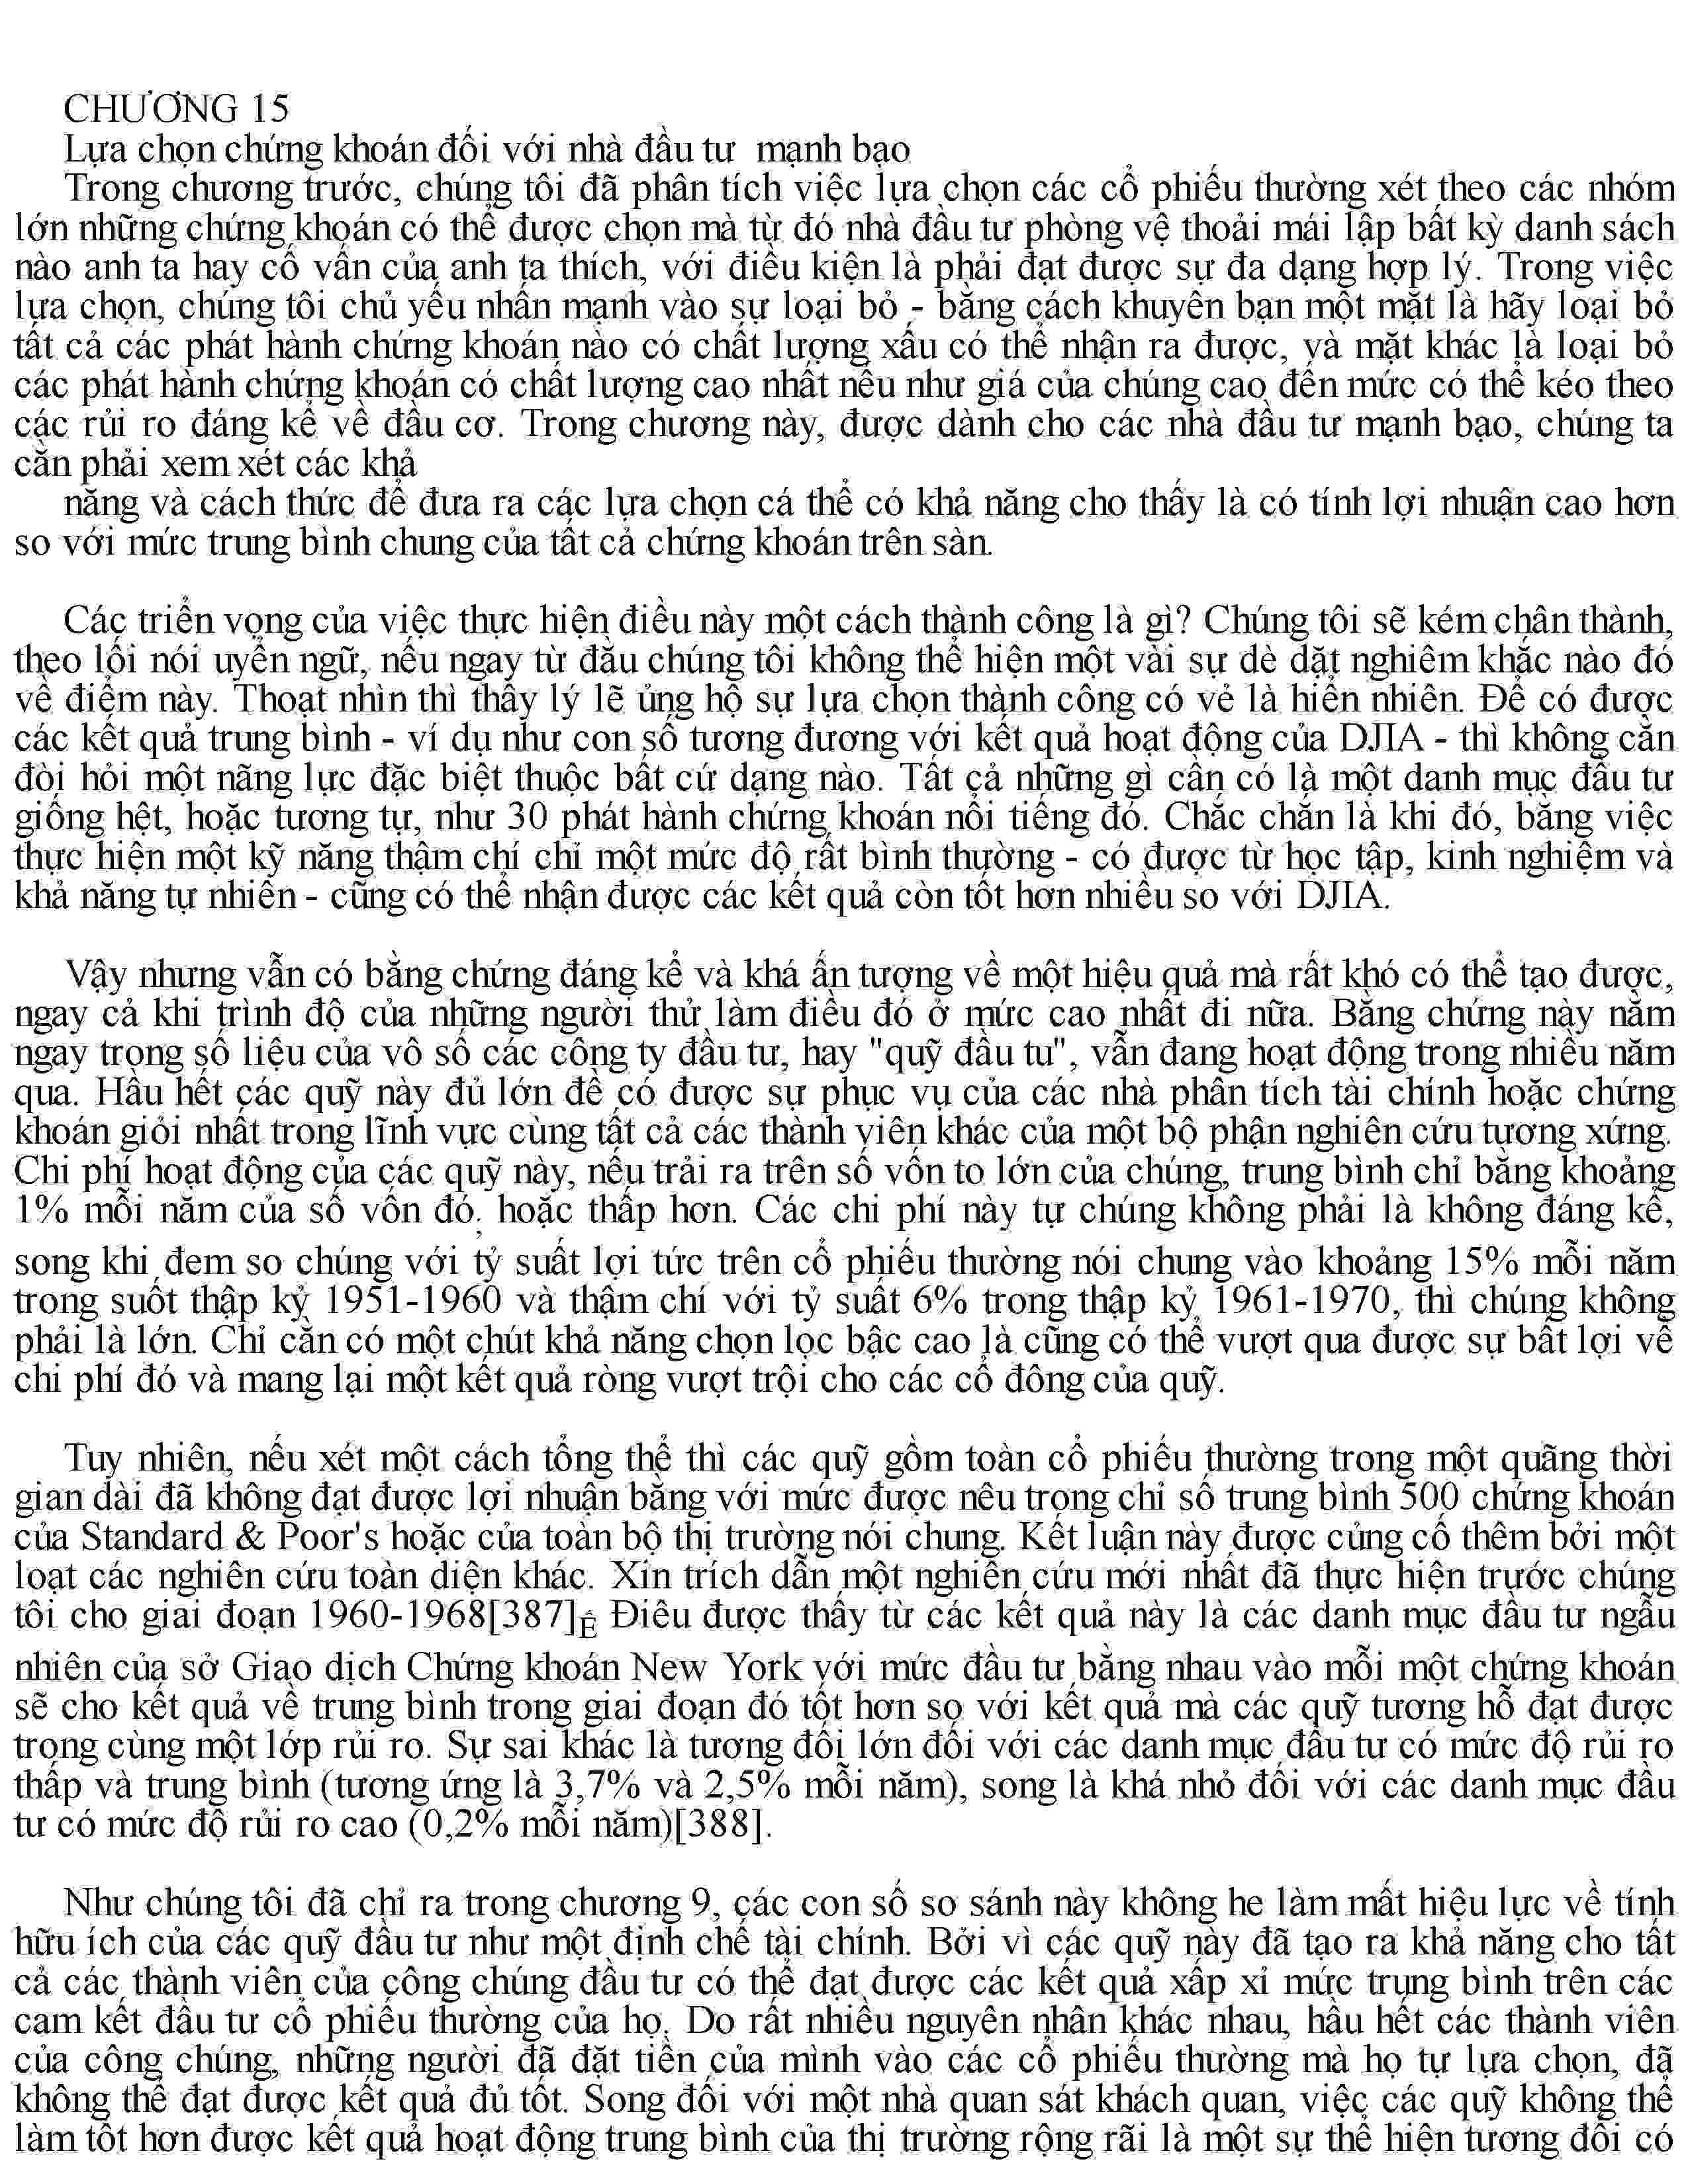 CHƯƠNG 15
Lựa chọn chứng khoán đối với nhà đầu tư mạnh bạo
Trong chương trước, chúng tôi đã phân tích việc lựa chọn các cổ phiếu thường xét theo các nhóm
lớn những chứng khoán có thể được chọn mà từ đó nhà đầu tư phòng vệ thoải mái lập bất kỳ danh sách
nào anh ta hay cố vấn của anh ta thích, với điều kiện là phải đạt được sự đa dạng hợp lý. Trong việc
lựa chọn, chúng tôi chủ yếu nhấn mạnh vào sự loại bỏ - bằng cách khuyên bạn một mặt là hãy loại bỏ
tất cả các phát hành chứng khoán nào có chất lượng xấu có thể nhận ra được, và mặt khác là loại bỏ
các phát hành chứng khoán có chất lượng cao nhất nếu như giá của chúng cao đến mức có thể kéo theo
các rủi ro đáng kể về đầu cơ. Trong chương này, được dành cho các nhà đầu tư mạnh bạo, chúng ta
cần phải xem xét các khả
năng và cách thức để đưa ra các lựa chọn cá thể có khả năng cho thấy là có tính lợi nhuận cao hơn
so với mức trung bình chung của tất cả chứng khoán trên sàn.
Các triển vọng của việc thực hiện điều này một cách thành công là gì? Chúng tôi sẽ kém chân thành,
theo lối nói uyển ngữ, nếu ngay từ đầu chúng tôi không thể hiện một vài sự dè dặt nghiêm khắc nào đó
về điểm này. Thoạt nhìn thì thấy lý lẽ ủng hộ sự lựa chọn thành công có vẻ là hiển nhiên. Để có được
các kết quả trung bình - ví dụ như con số tương đương với kết quả hoạt động của DJIA - thì không cần
đòi hỏi một năng lực đặc biệt thuộc bất cứ dạng nào. Tất cả những gì cần có là một danh mục đầu tư
giống hệt, hoặc tương tự, như 30 phát hành chứng khoán nổi tiếng đó. Chắc chắn là khi đó, bằng việc
thực hiện một kỹ năng thậm chí chỉ một mức độ rất bình thường - có được từ học tập, kinh nghiệm và
khả năng tự nhiên - cũng có thể nhận được các kết quả còn tốt hơn nhiều so với DJIA.
Vậy nhưng vẫn có bằng chứng đáng kể và khá ấn tượng về một hiệu quả mà rất khó có thể tạo được,
ngay cả khi trình độ của những người thử làm điều đó ở mức cao nhất đi nữa. Bằng chứng này nằm
ngay trong số liệu của vô số các công ty đầu tư, hay "quỹ đầu tu", vẫn đang hoạt động trong nhiều năm
qua. Hầu hết các quỹ này đủ lớn để có được sự phục vụ của các nhà phân tích tài chính hoặc chứng
khoán giỏi nhất trong lĩnh vực cùng tất cả các thành viên khác của một bộ phận nghiên cứu tương xứng.
Chi phí hoạt động của các quỹ này, nếu trải ra trên số vốn to lớn của chúng, trung bình chỉ bằng khoảng
1% mỗi năm của số vốn đó; hoặc thấp hơn. Các chi phí này tự chúng không phải là không đáng kể,
song khi đem so chúng với tỷ suất lợi tức trên cổ phiếu thường nói chung vào khoảng 15% mỗi năm
trong suốt thập kỷ 1951-1960 và thậm chí với tỷ suất 6% trong thập kỷ 1961-1970, thì chúng không
phải là lớn. Chỉ cần có một chút khả năng chọn lọc bậc cao là cũng có thể vượt qua được sự bất lợi về
chi phí đó và mang lại một kết quả ròng vượt trội cho các cổ đông của quỹ.
Tuy nhiên, nếu xét một cách tổng thể thì các quỹ gồm toàn cổ phiếu thường trong một quãng thời
gian dài đã không đạt được lợi nhuận bằng với mức được nêu trong chỉ số trung bình 500 chứng khoán
của Standard & Poor's hoặc của toàn bộ thị trường nói chung. Kết luận này được củng cố thêm bởi một
loạt các nghiên cứu toàn diện khác. Xin trích dẫn một nghiên cứu mới nhất đã thực hiện trước chúng
tôi cho giai đoạn 1960-1968[387]Ê Điều được thấy từ các kết quả này là các danh mục đầu tư ngẫu
nhiên của sở Giao dịch Chứng khoán New York với mức đầu tư bằng nhau vào mỗi một chứng khoán
sẽ cho kết quả về trung bình trong giai đoạn đó tốt hơn so với kết quả mà các quỹ tương hỗ đạt được
trong cùng một lớp rủi ro. Sự sai khác là tương đối lớn đối với các danh mục đầu tư có mức độ rủi ro
thấp và trung bình (tương ứng là 3,7% và 2,5% mỗi năm), song là khá nhỏ đối với các danh mục đầu
tư có mức độ rủi ro cao (0,2% mỗi năm)[388].
Như chúng tôi đã chỉ ra trong chương 9, các con số so sánh này không he làm mất hiệu lực về tính
hữu ích của các quỹ đầu tư như một định chế tài chính. Bởi vì các quỹ này đã tạo ra khả năng cho tất
cả các thành viên của công chúng đầu tư có thể đạt được các kết quả xấp xỉ mức trung bình trên các
cam kết đầu tư cổ phiếu thường của họ. Do rất nhiều nguyên nhân khác nhau, hầu hết các thành viên
của công chúng, những người đã đặt tiền của mình vào các cổ phiếu thường mà họ tự lựa chọn, đã
không thể đạt được kết quả đủ tốt. Song đối với một nhà quan sát khách quan, việc các quỹ không thể
làm tốt hơn được kết quả hoạt động trung bình của thị trường rộng rãi là một sự thể hiện tương đối có